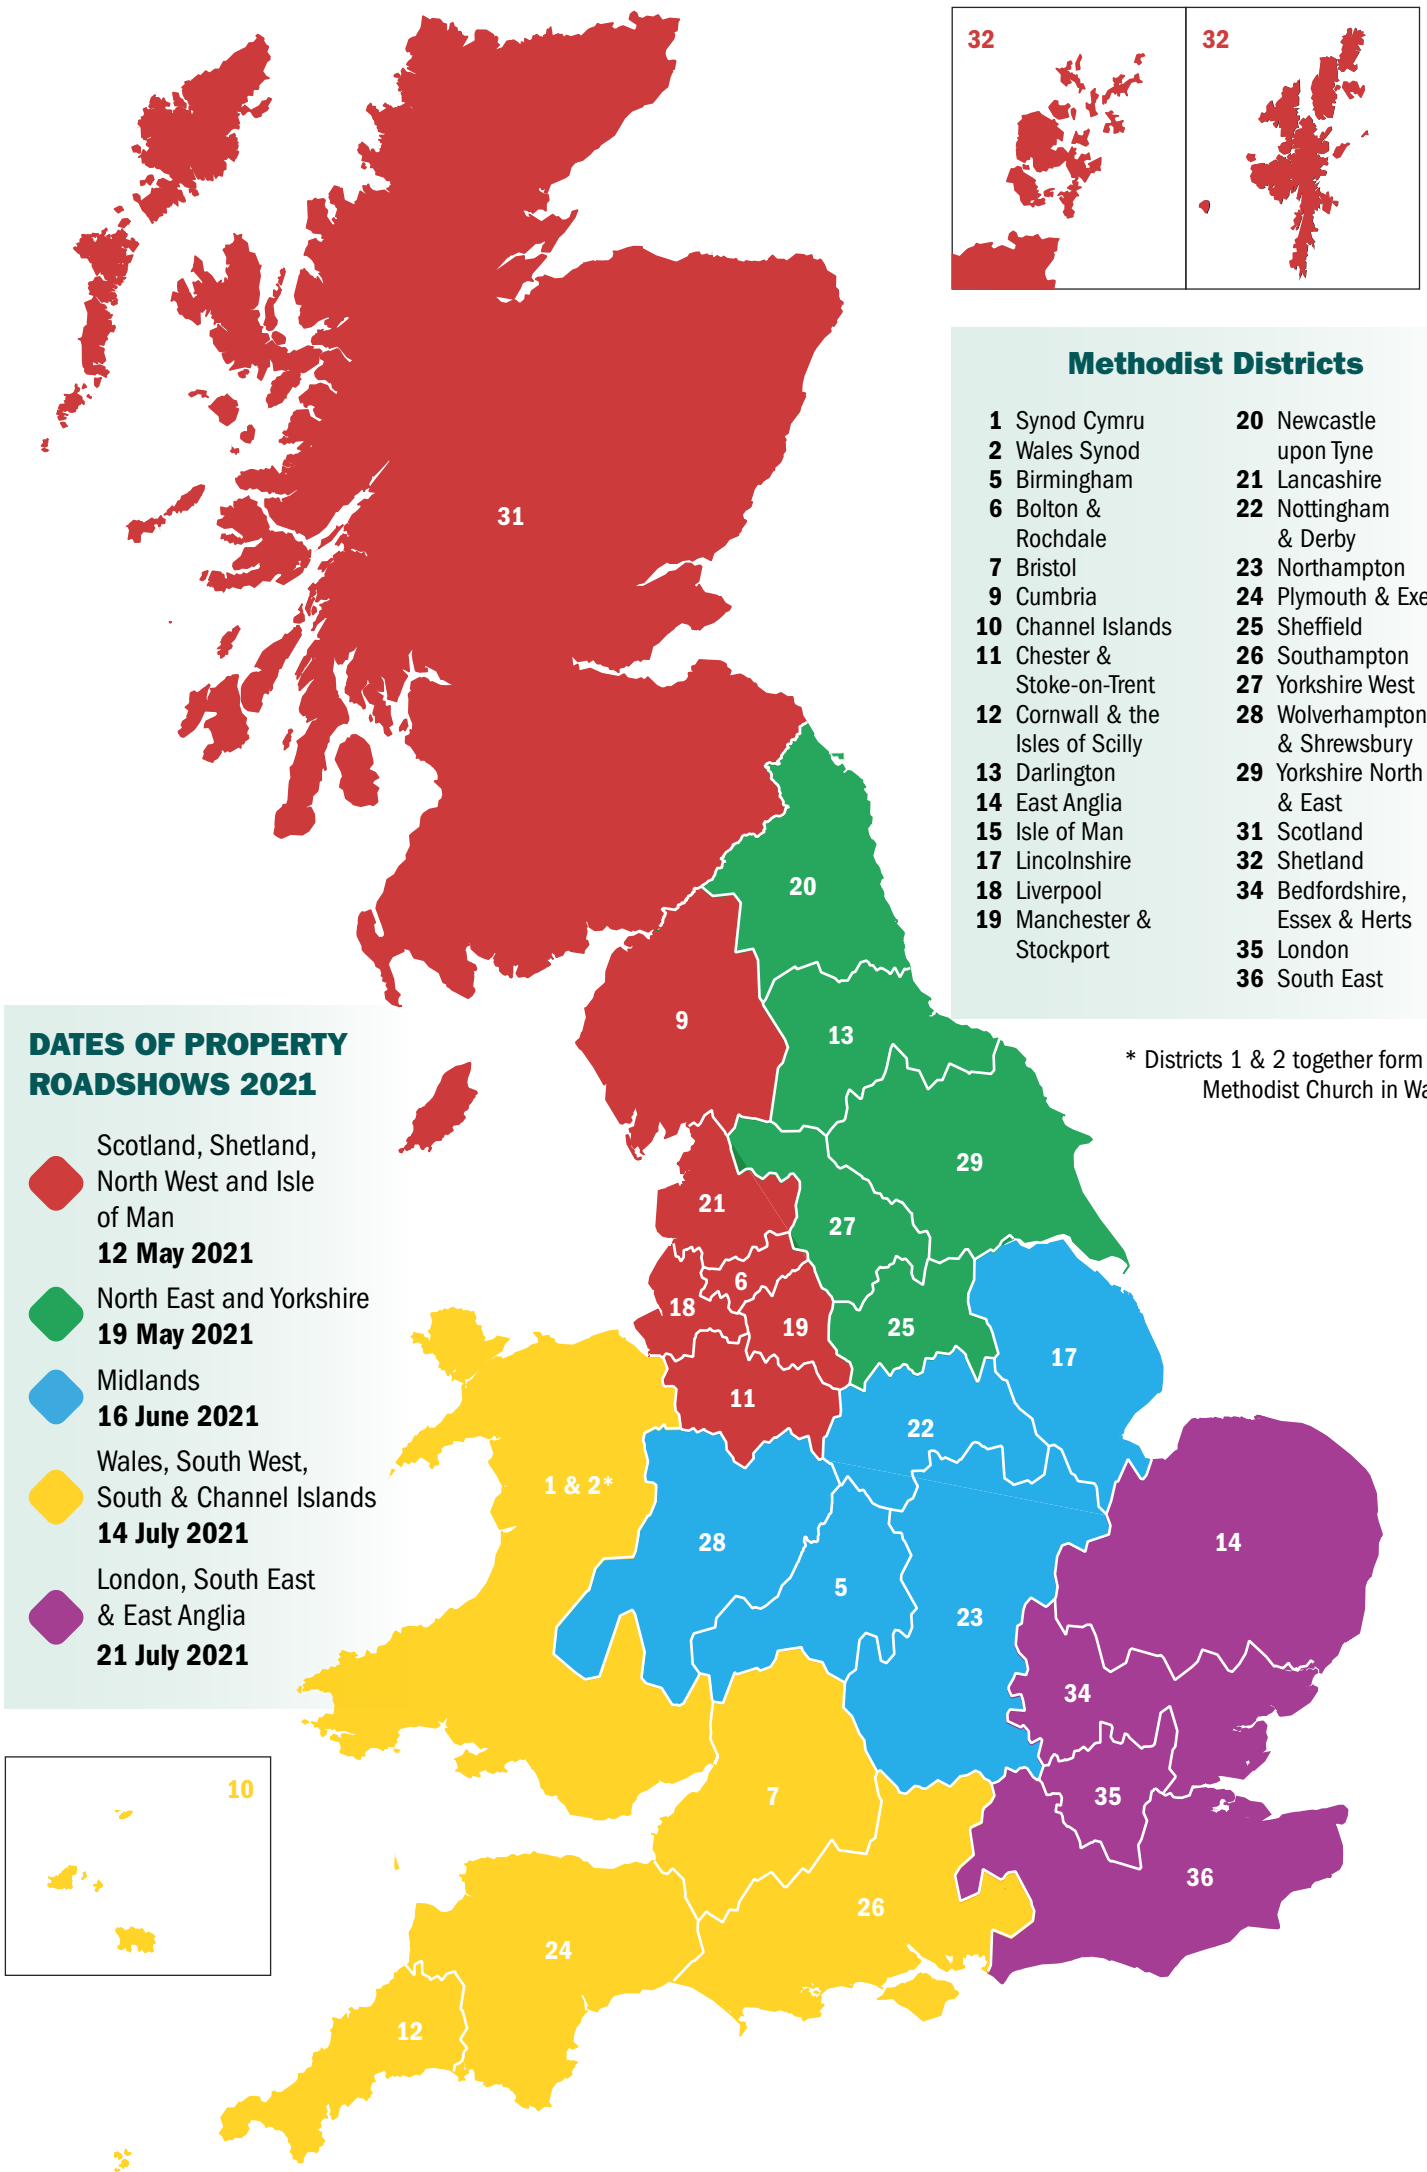 32
32
Methodist Districts
1 Synod Cymru
2 Wales Synod
5 Birmingham
6 Bolton &
Rochdale
7 Bristol
9 Cumbria
10 Channel Islands
11 Chester &
Stoke-on-Trent
12 Cornwall & the
Isles of Scilly
13 Darlington
14 East Anglia
15 Isle of Man
17 Lincolnshire
18 Liverpool
19 Manchester &
Stockport
20 Newcastle
upon Tyne
21 Lancashire
22 Nottingham
& Derby
23 Northampton
24 Plymouth & Exe
25 Sheffield
26 Southampton
27 Yorkshire West
28 Wolverhampton
& Shrewsbury
29 Yorkshire North
& East
31 Scotland
32 Shetland
34 Bedfordshire,
Essex & Herts
35 London
36 South East
* Districts 1 & 2 together form
Methodist Church in Wa
DATES OF PROPERTY
ROADSHOWS 2021
Scotland, Shetland,
North West and Isle
of Man
12 May 2021
North East and Yorkshire
19 May 2021
Midlands
16 June 2021
Wales, South West,
South & Channel Islands
14 July 2021
London, South East
& East Anglia
21 July 2021
31
20
9
13
29
21
27
6
18
19
25
17
11
22
1 & 2*
28
14
5
23
34
10
7
35
36
26
24
12